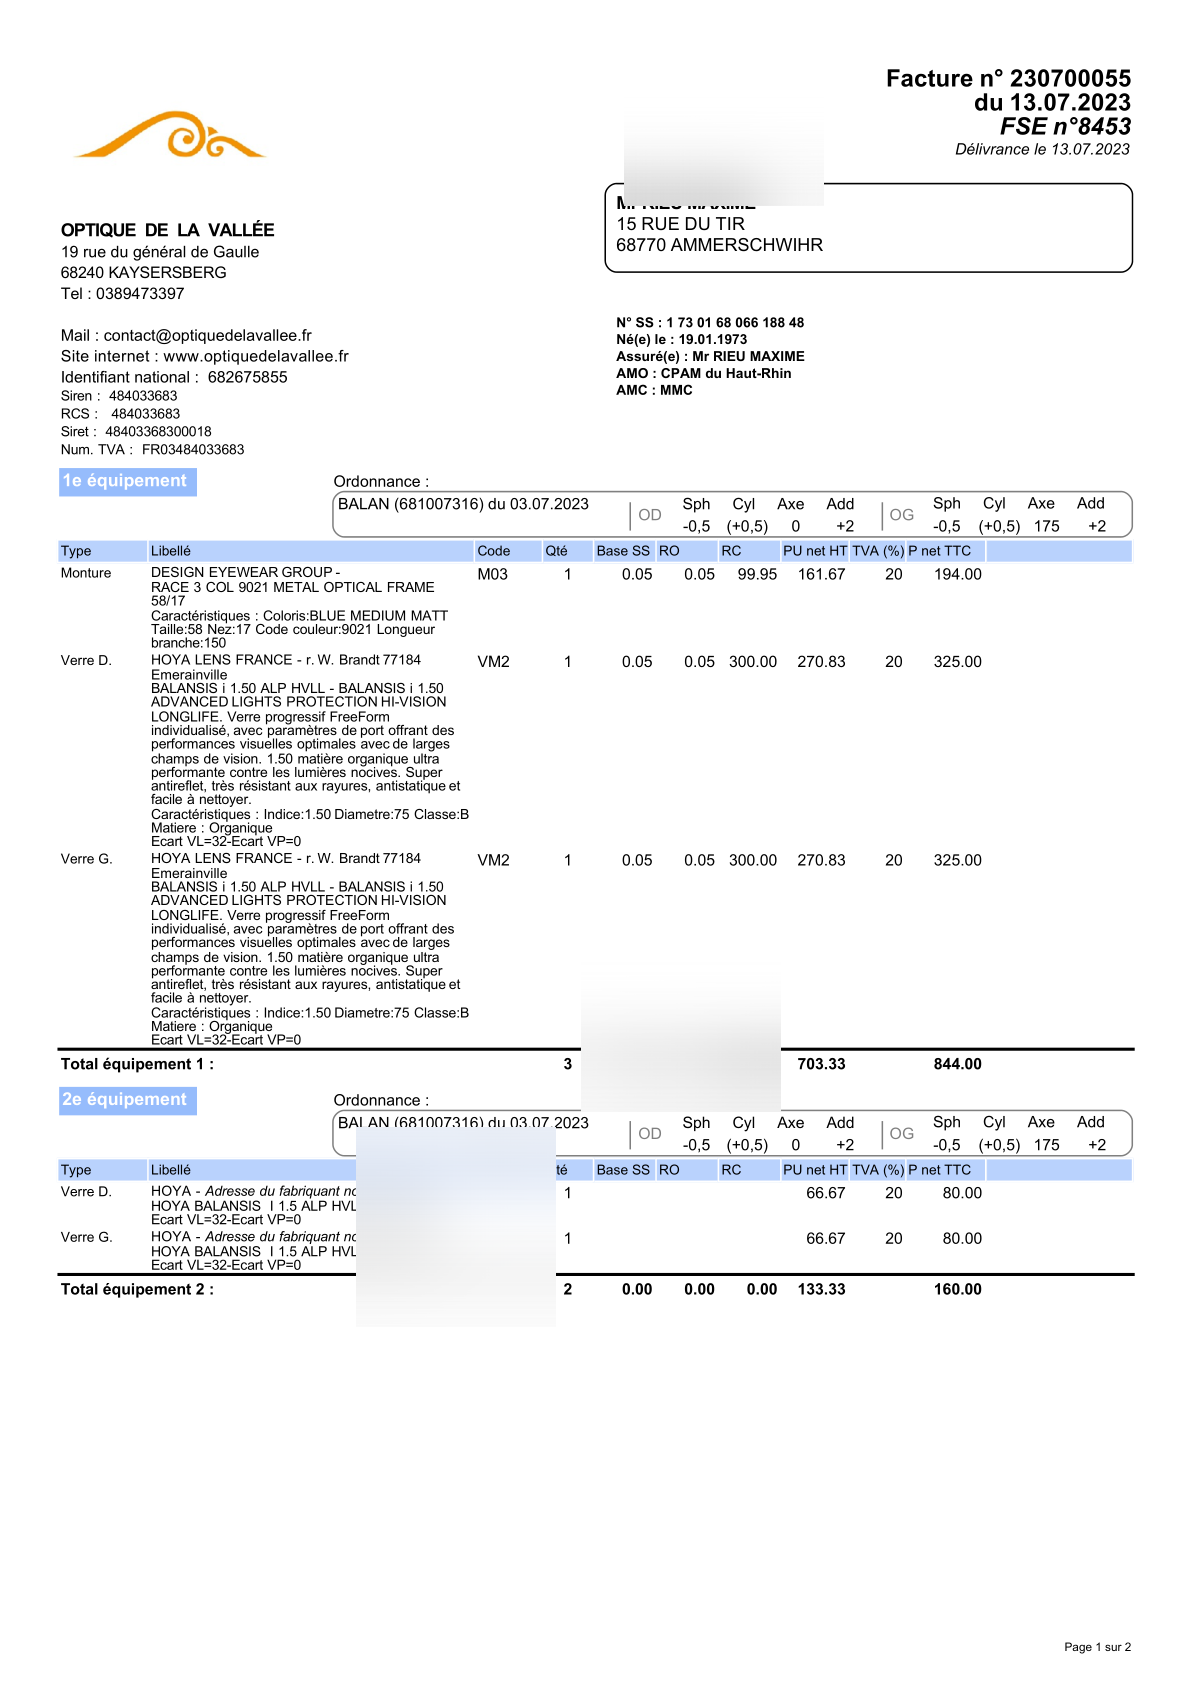 Facture n° 230700055
du 13.07.2023
FSE n°8453
Délivrance le 13.07.2023
OPTIQUE DE LA VALLÉE
19 rue du général de Gaulle
68240 KAYSERSBERG
Tel : 0389473397
Mail : contact@optiquedelavallee.fr
Site internet : www.optiquedelavallee.fr
Identifiant national : 682675855
Siren : 484033683
RCS : 484033683
Siret : 48403368300018
Num. TVA : FR03484033683
Mr RIEU MAXIME
15 RUE DU TIR
68770 AMMERSCHWIHR
N° SS : 1 73 01 68 066 188 48
Né(e) le : 19.01.1973
Assuré(e) : Mr RIEU MAXIME
AMO : CPAM du Haut-Rhin
AMC : MMC
1e équipement
Ordonnance :
BALAN (681007316) du 03.07.2023 OD Sph Cyl Axe Add OG Sph Cyl Axe Add
-0,5 (+0,5) 0 +2 -0,5 (+0,5) 175 +2
Type Libellé Code Qté Base SS RO RC PU net HT TVA (%) P net TTC
Monture DESIGN EYEWEAR GROUP - M03 1 0.05 0.05 99.95 161.67 20 194.00
RACE 3 COL 9021 METAL OPTICAL FRAME
58/17
Caractéristiques : Coloris:BLUE MEDIUM MATT
Taille:58 Nez:17 Code couleur:9021 Longueur
branche:150
Verre D. HOYA LENS FRANCE - r. W. Brandt 77184 VM2 1 0.05 0.05 300.00 270.83 20 325.00
Emerainville
BALANSIS i 1.50 ALP HVLL - BALANSIS i 1.50
ADVANCED LIGHTS PROTECTION HI-VISION
LONGLIFE. Verre progressif FreeForm
individualisé, avec paramètres de port offrant des
performances visuelles optimales avec de larges
champs de vision. 1.50 matière organique ultra
performante contre les lumières nocives. Super
antireflet, très résistant aux rayures, antistatique et
facile à nettoyer.
Caractéristiques : Indice:1.50 Diametre:75 Classe:B
Matiere : Organique
Ecart VL=32-Ecart VP=0
Verre G. HOYA LENS FRANCE - r. W. Brandt 77184 VM2 1 0.05 0.05 300.00 270.83 20 325.00
Emerainville
BALANSIS i 1.50 ALP HVLL - BALANSIS i 1.50
ADVANCED LIGHTS PROTECTION HI-VISION
LONGLIFE. Verre progressif FreeForm
individualisé, avec paramètres de port offrant des
performances visuelles optimales avec de larges
champs de vision. 1.50 matière organique ultra
performante contre les lumières nocives. Super
antireflet, très résistant aux rayures, antistatique et
facile à nettoyer.
Caractéristiques : Indice:1.50 Diametre:75 Classe:B
Matiere : Organique
Ecart VL=32-Ecart VP=0
Total équipement 1 : 3 703.33 844.00
2e équipement
Ordonnance :
BALAN (681007316) du 03.07.2023 OD Sph Cyl Axe Add OG Sph Cyl Axe Add
-0,5 (+0,5) 0 +2 -0,5 (+0,5) 175 +2
Type Libellé té Base SS RO RC PU net HT TVA (%) P net TTC
Verre D. HOYA - Adresse du fabriquant 1 66.67 20 80.00
HOYA BALANSIS I 1.5 ALP
Ecart VL=32-Ecart VP=0
Verre G. HOYA - Adresse du fabriquant 1 66.67 20 80.00
HOYA BALANSIS I 1.5 ALP
Ecart VL=32-Ecart VP=0
Total équipement 2 : 2 0.00 0.00 0.00 133.33 160.00
Page 1 sur 2